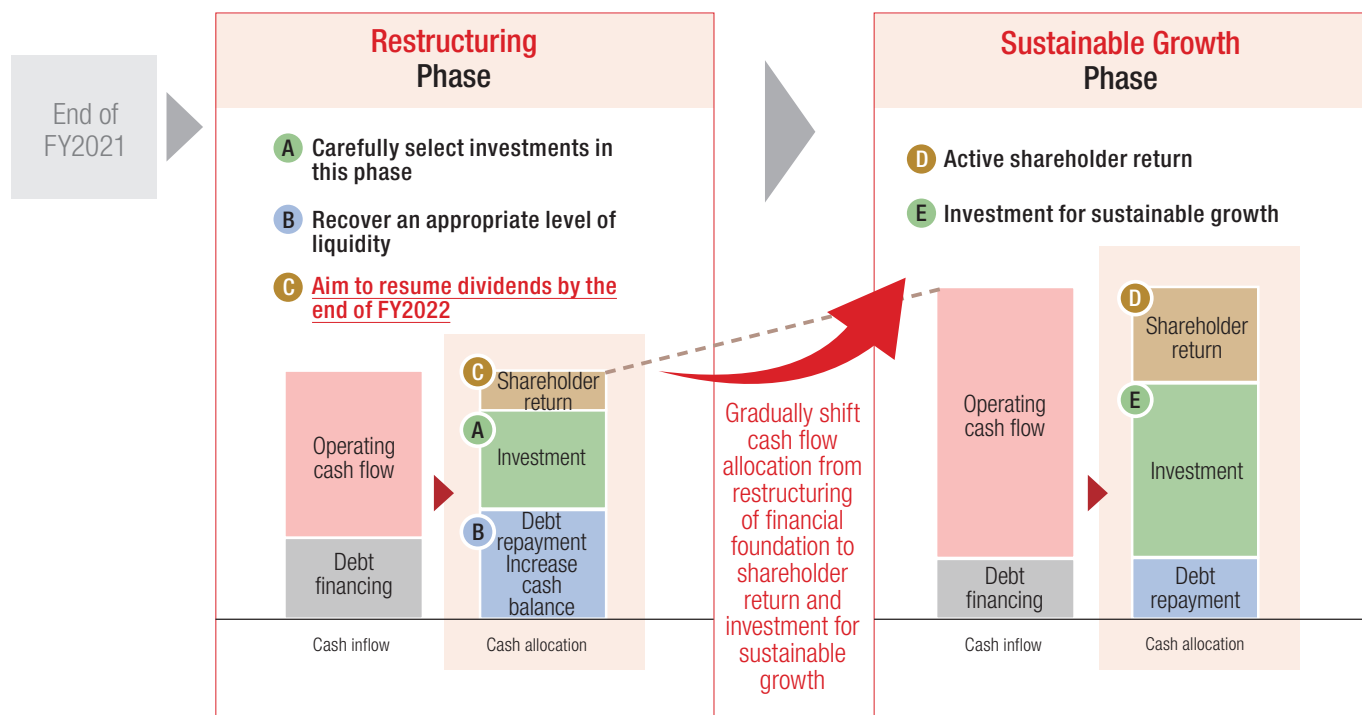 End of
FY2021
Restructuring
Phase
A Carefully select investments in
this phase
B Recover an appropriate level of
liquidity
C Aim to resume dividends by the
end of FY2022
Operating
cash flow
Debt
financing
Cash inflow
C
Shareholder
return
A
Investment
B
Debt
repayment
Increase
cash
balance
Cash allocation
Gradually shift
cash flow
allocation from
restructuring
of financial
foundation to
shareholder
return and
investment for
sustainable
growth
Sustainable Growth
Phase
D Active shareholder return
E Investment for sustainable growth
Operating
cash flow
Debt
financing
Cash inflow
D
Shareholder
return
E
Investment
Debt
repayment
Cash allocation